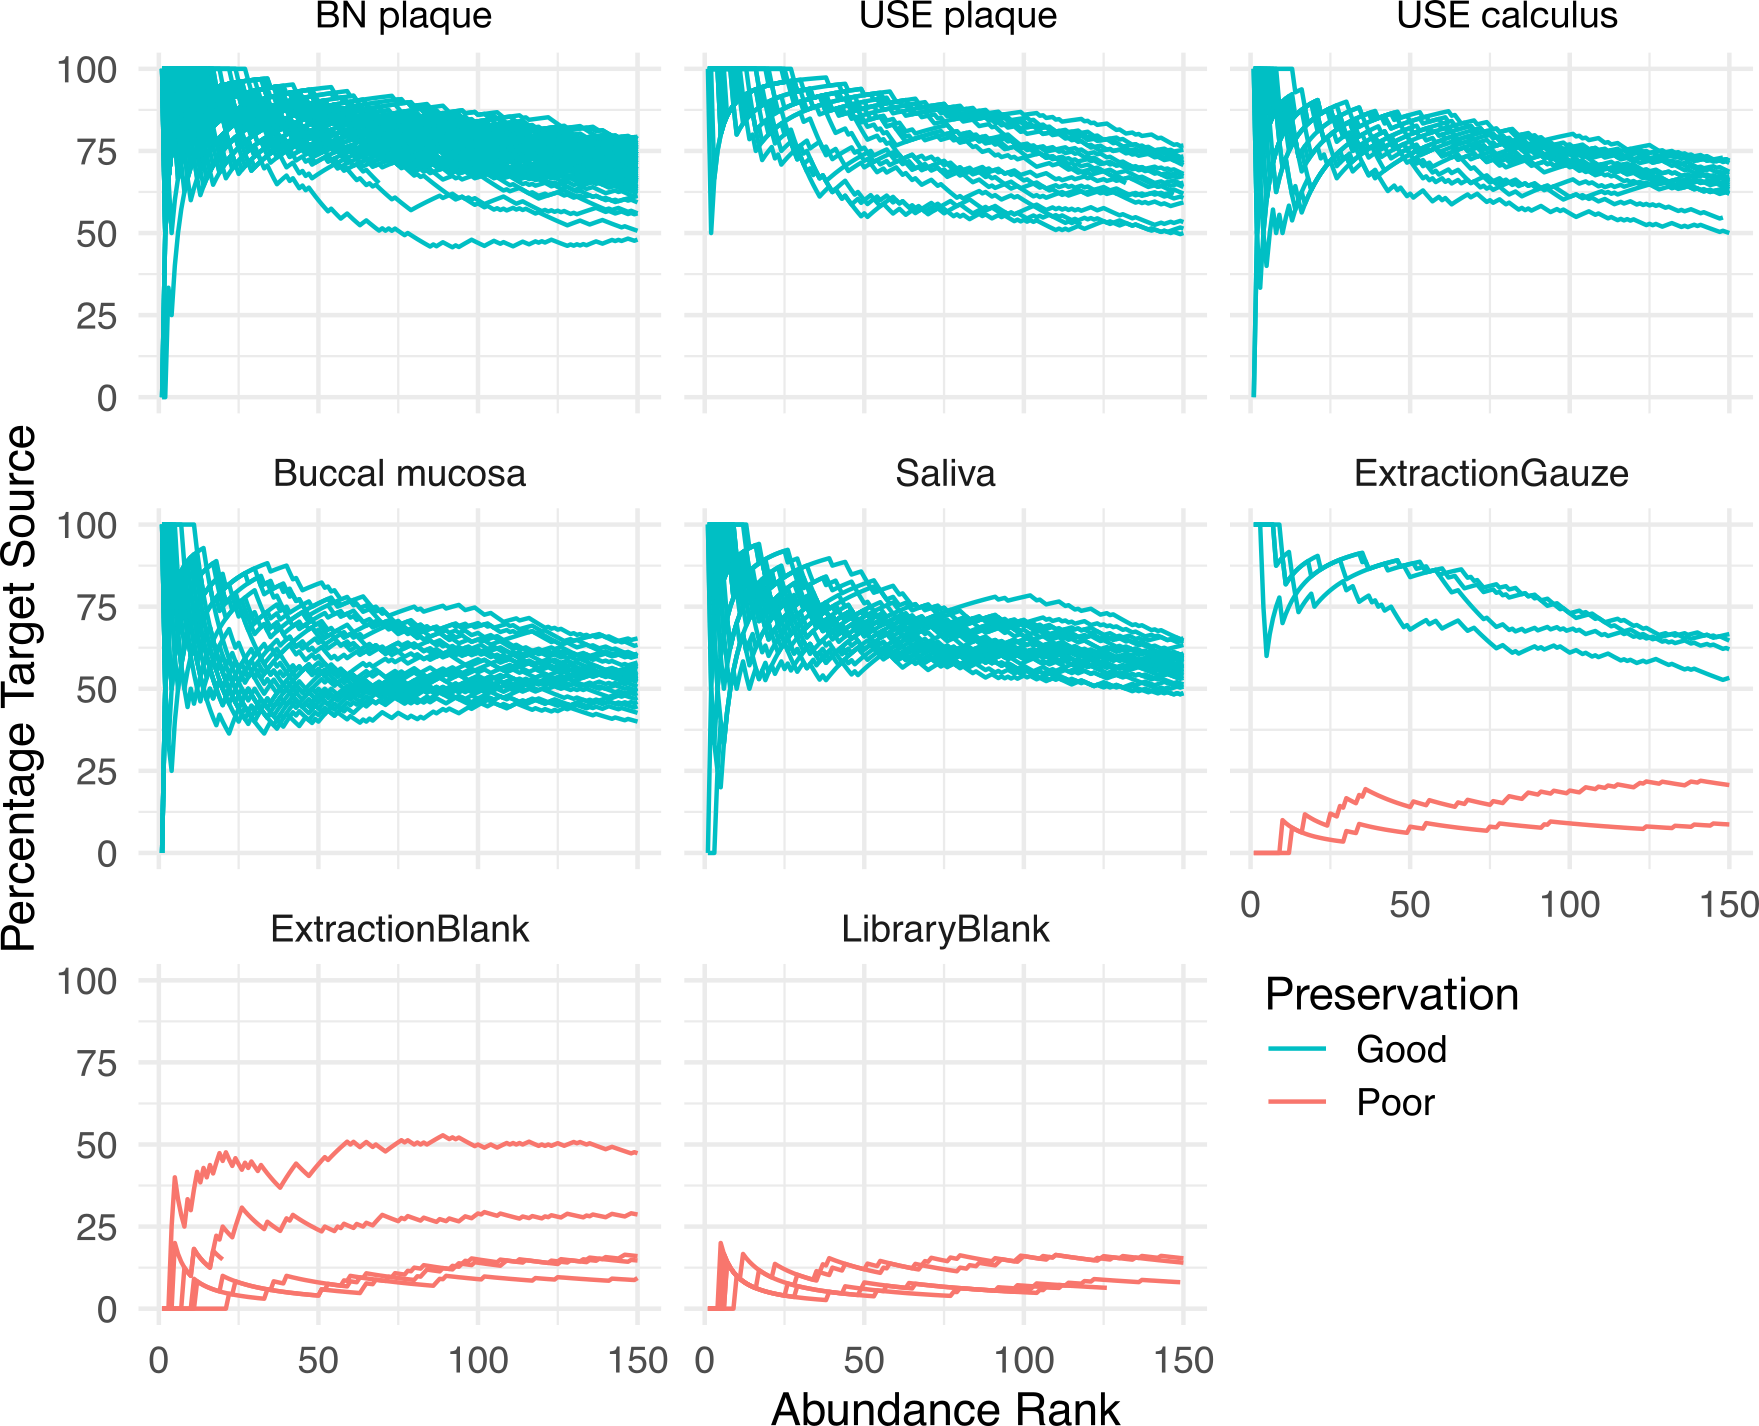 BN plaque USE plaque USE calculus
100
75
50
25
0
Buccal mucosa Saliva ExtractionGauze
100
75
50
25
0
0 50 100 150
ExtractionBlank LibraryBlank
100
75
50
25
0
0 50 100 150 0 50 100 150
Percentage Target Source
Abundance Rank
Preservation
Good
Poor